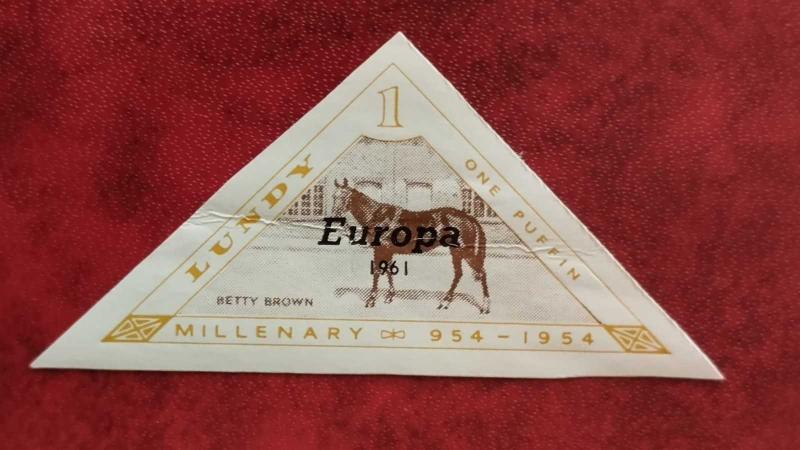 1
LUNDY
ONE PUFFIN
Europa
1961
BETTY BROWN
MILLENARY 954-1954